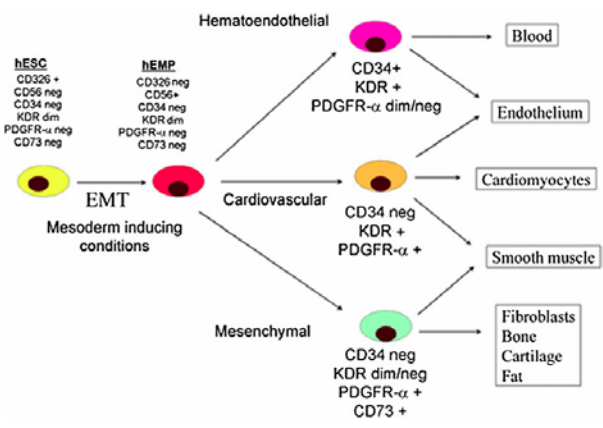 Hematoendothelial
Blood
hESC
CD326 +
CD56 neg
CD34 neg
KDR dim
PDGFR-α neg
CD73 neg
hEMP
CD326 neg
CD56+
CD34 neg
KDR dim
PDGFR-α neg
CD73 neg
CD34+
KDR +
PDGFR-α dim/neg
Endothelium
EMT
Mesoderm inducing
conditions
Cardiovascular
Cardiomyocytes
CD34 neg
KDR +
PDGFR-α +
Smooth muscle
Mesenchymal
Fibroblasts
Bone
Cartilage
Fat
CD34 neg
KDR dim/neg
PDGFR-α +
CD73 +